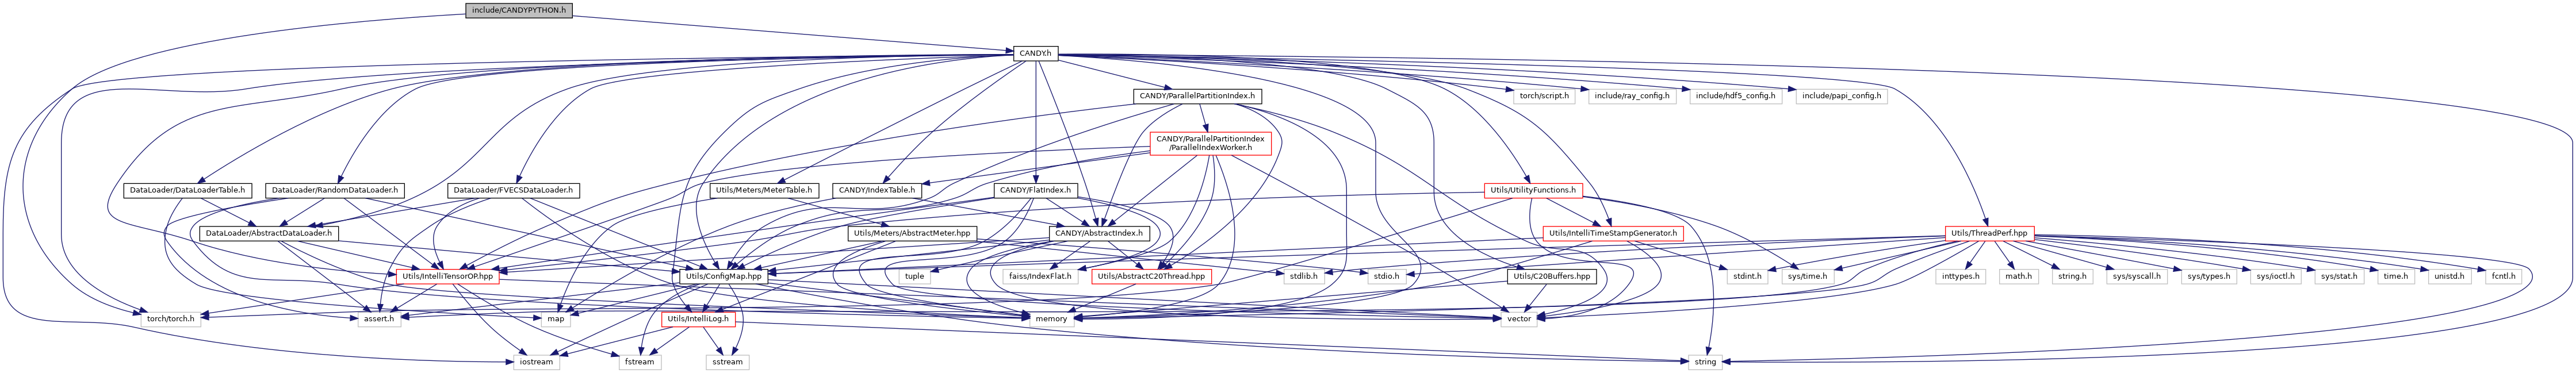 include/CANDYPYTHON.h
CANDY.h
CANDY/ParallelPartitionIndex.h
torch/script.h
include/ray_config.h
include/hdf5_config.h
include/papi_config.h
CANDY/ParallelPartitionIndex
/ParallelIndexWorker.h
DataLoader/DataLoaderTable.h
DataLoader/RandomDataLoader.h
DataLoader/FVECSDataLoader.h
Utils/Meters/MeterTable.h
CANDY/IndexTable.h
CANDY/FlatIndex.h
Utils/UtilityFunctions.h
DataLoader/AbstractDataLoader.h
Utils/Meters/AbstractMeter.hpp
CANDY/AbstractIndex.h
Utils/IntelliTimeStampGenerator.h
Utils/ThreadPerf.hpp
Utils/IntelliTensorOP.hpp
Utils/ConfigMap.hpp
tuple
faiss/IndexFlat.h
Utils/AbstractC20Thread.hpp
stdlib.h
stdio.h
Utils/C20Buffers.hpp
stdint.h
sys/time.h
inttypes.h
math.h
string.h
sys/syscall.h
sys/types.h
sys/ioctl.h
sys/stat.h
time.h
unistd.h
fcntl.h
torch/torch.h
assert.h
map
Utils/IntelliLog.h
memory
vector
iostream
fstream
sstream
string